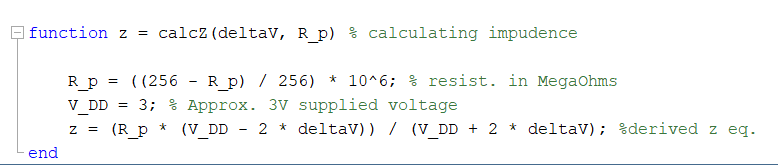 function z = calcZ(deltaV, R_p) % calculating impudence
R_p = ((256 - R_p) / 256) * 10^6; % resist. in MegaOhms
V_DD = 3; % Approx. 3V supplied voltage
z = (R_p * (V_DD - 2 * deltaV)) / (V_DD + 2 * deltaV); %derived z eq.
end